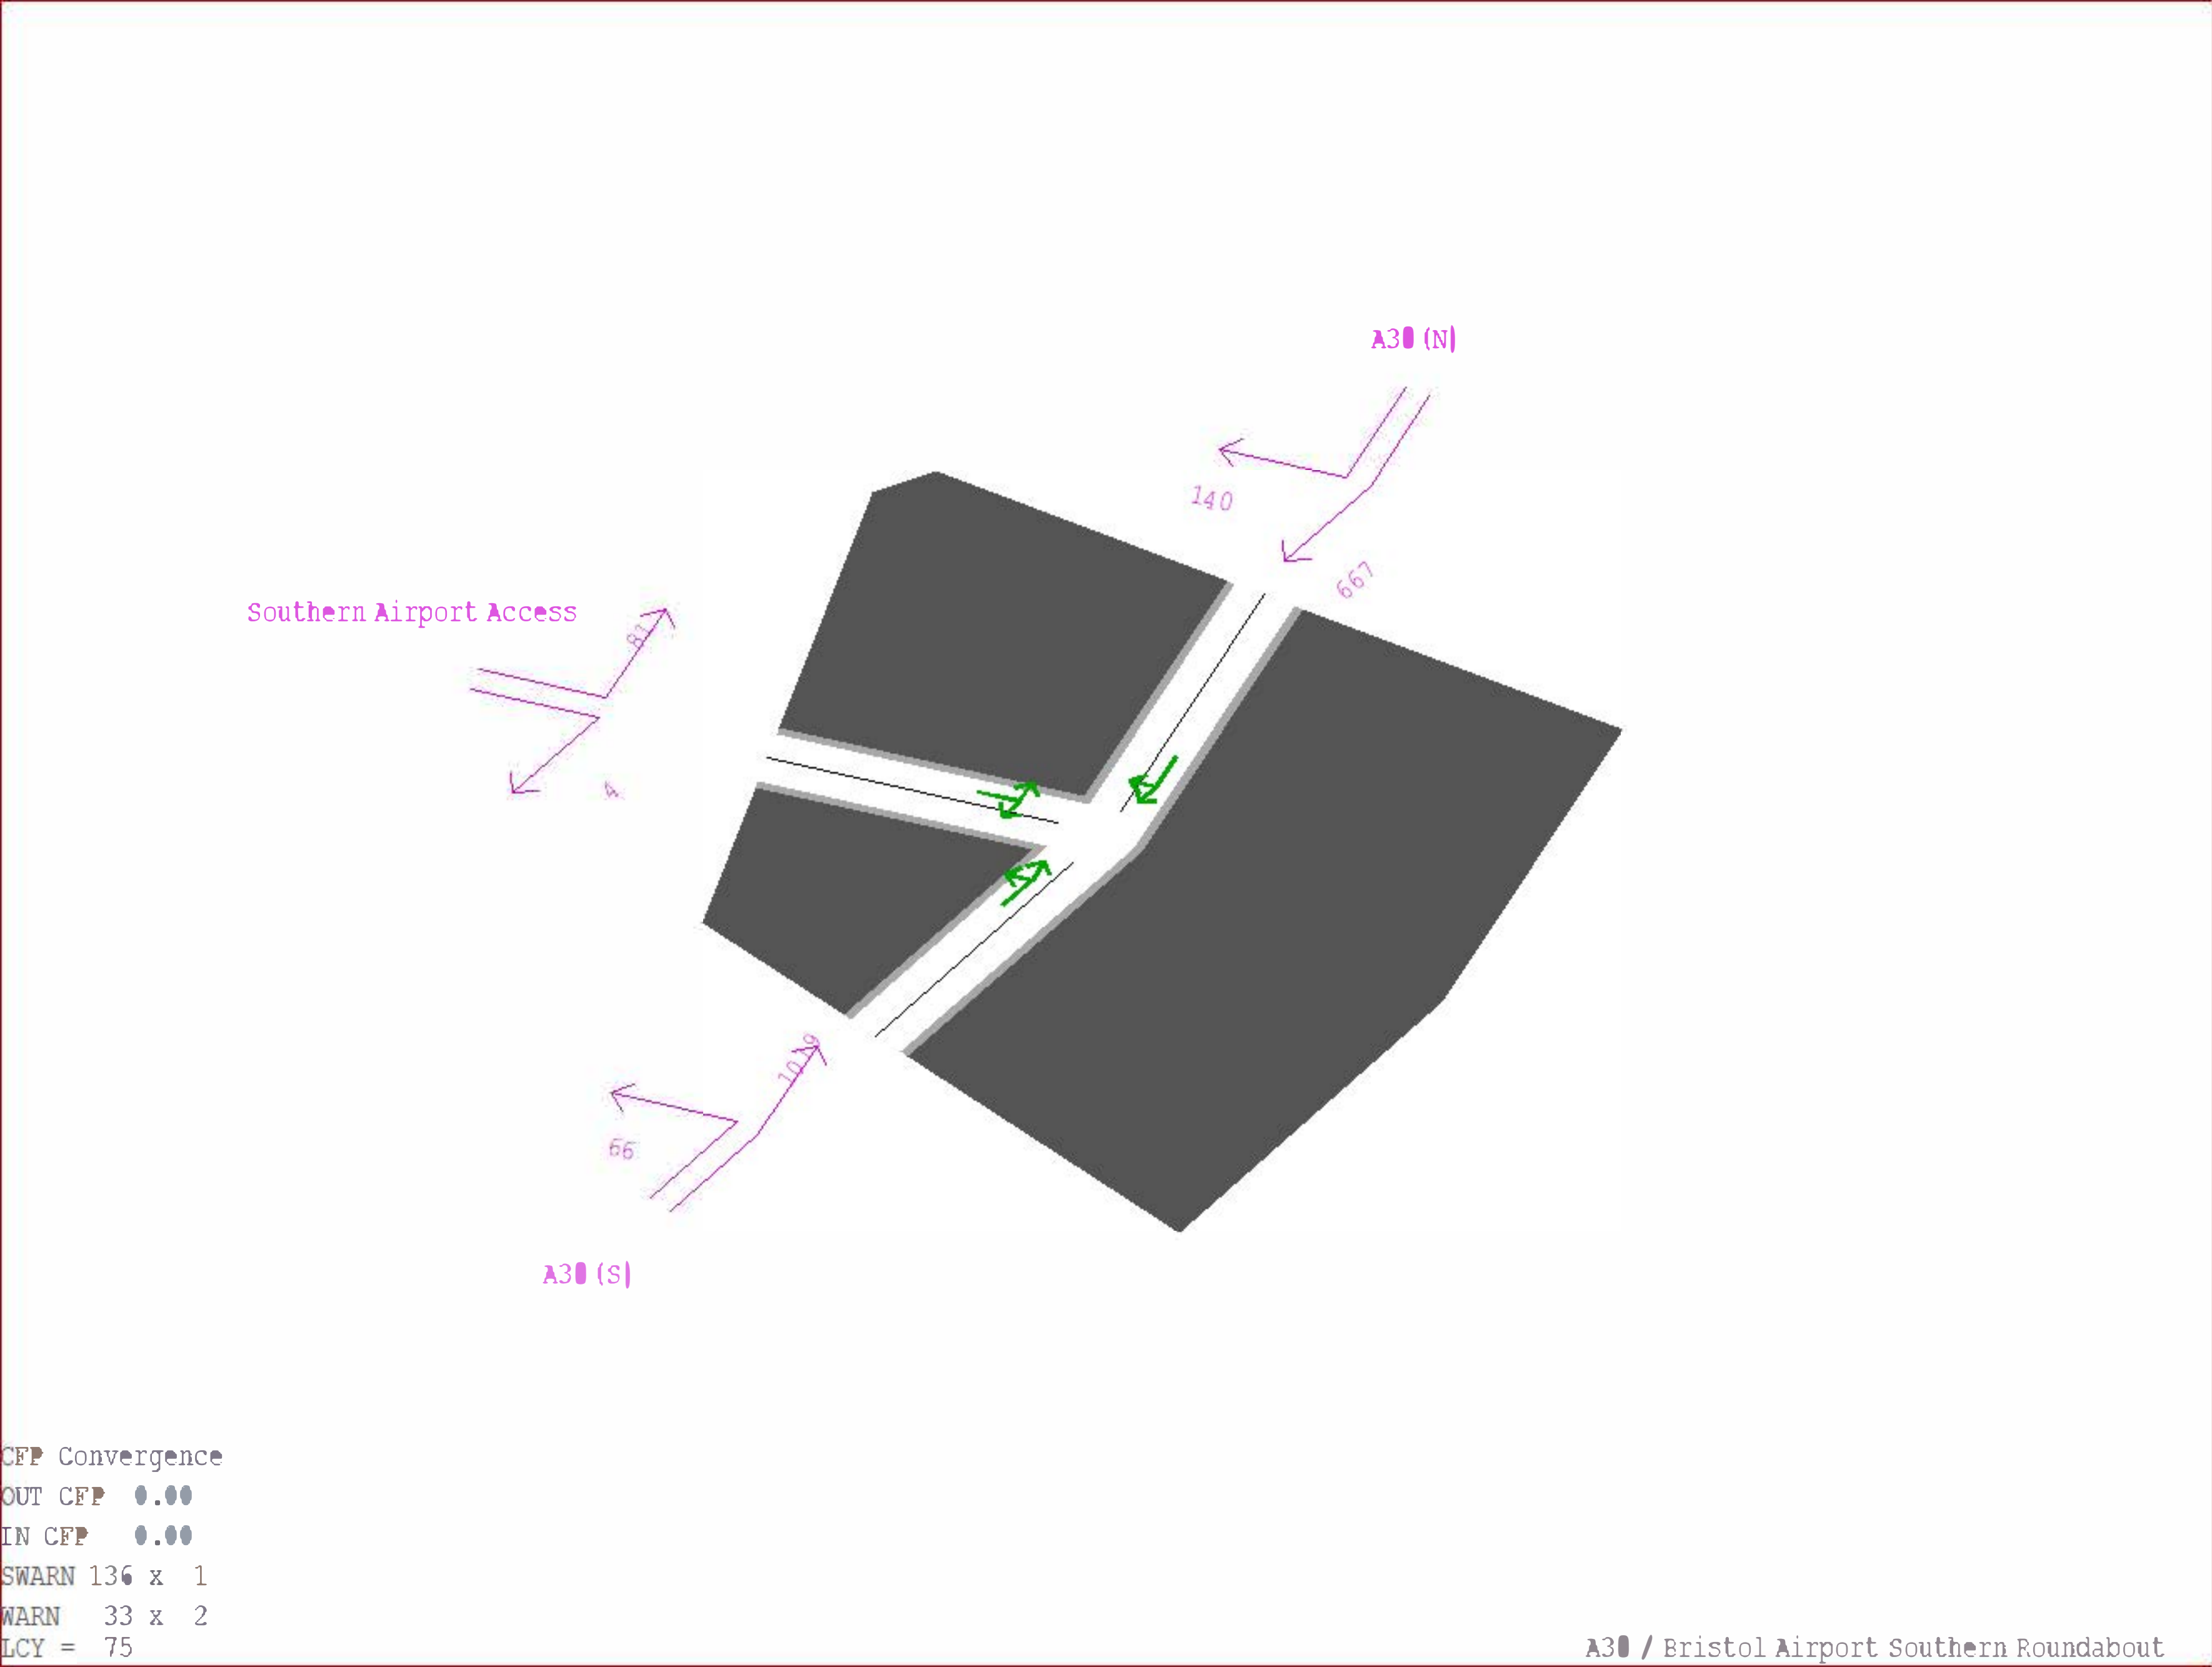 A38 (N)
140
667
Southern Airport Access
81
4
1019
66
A38 (S)
CFP Convergence
OUT CFP 0.00
IN CFP 0.00
SWARN 136 x 1
WARN 33 x 2
LCY = 75
A38 / Bristol Airport Southern Roundabout